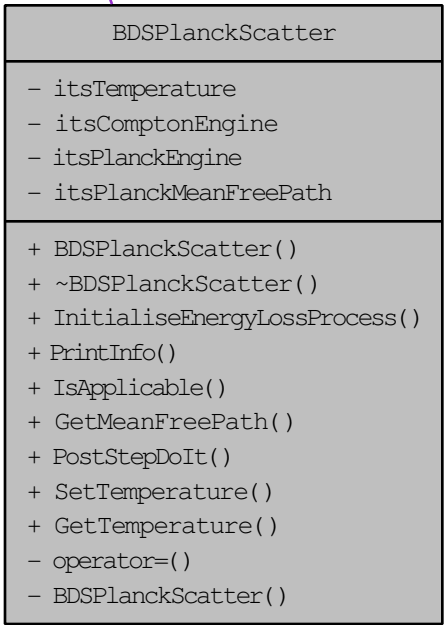 BDSPlanckScatter
- itsTemperature
- itsComptonEngine
- itsPlanckEngine
- itsPlanckMeanFreePath
+ BDSPlanckScatter()
+ ~BDSPlanckScatter()
+ InitialiseEnergyLossProcess()
+ PrintInfo()
+ IsApplicable()
+ GetMeanFreePath()
+ PostStepDoIt()
+ SetTemperature()
+ GetTemperature()
- operator=()
- BDSPlanckScatter()